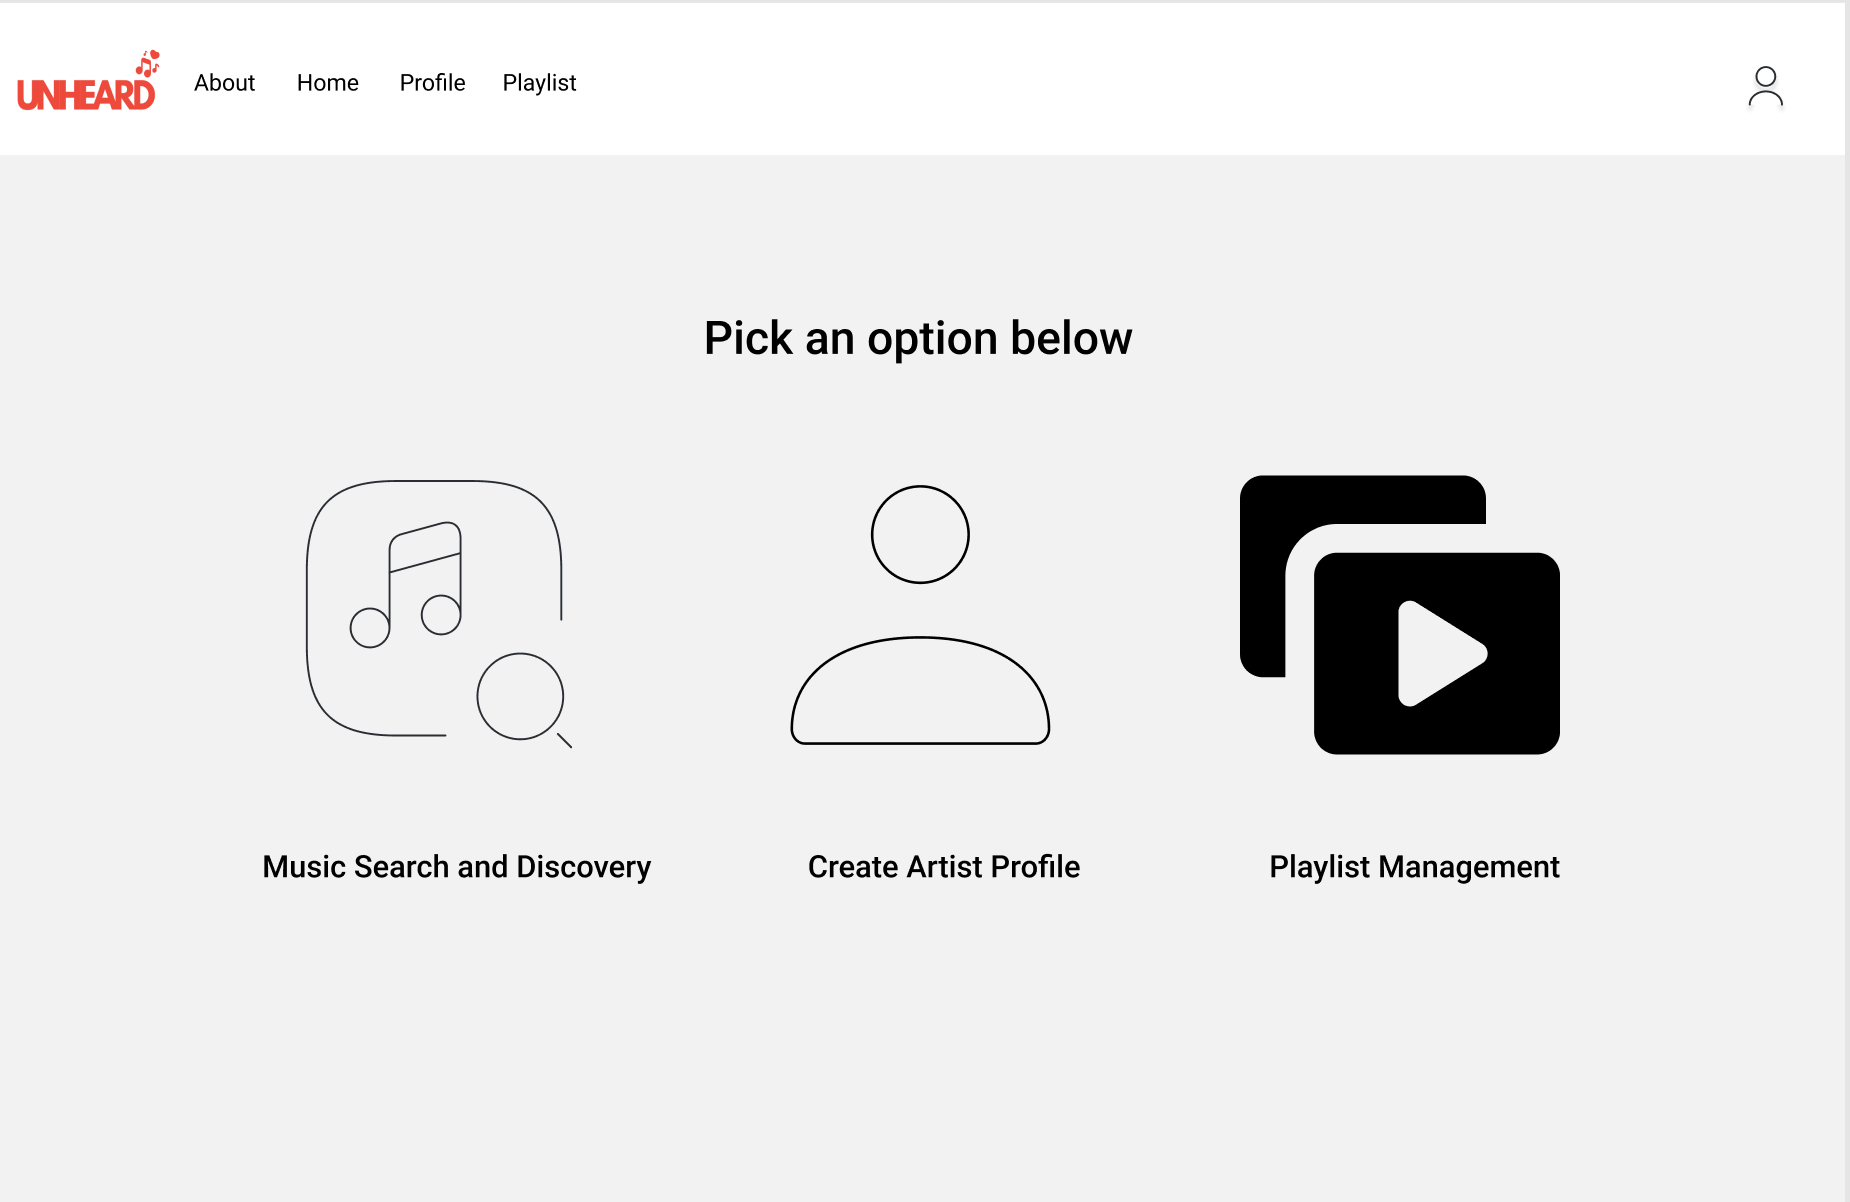 UNHEARD
About
Home
Profile
Playlist
Pick an option below
Music Search and Discovery
Create Artist Profile
Playlist Management